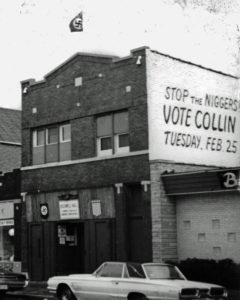 STOP THE NIGGERS
VOTE COLLIN
TUESDAY, FEB 25
B